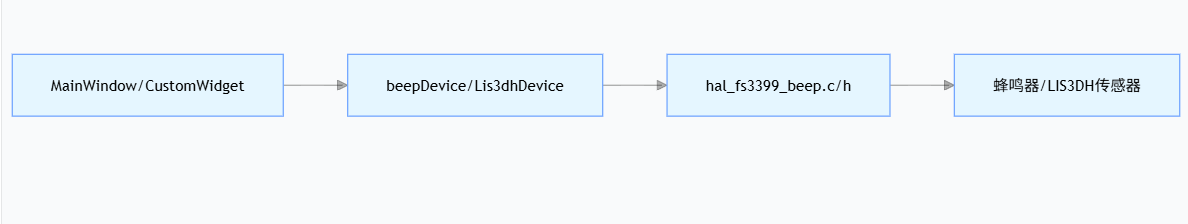 MainWindow/CustomWidget
beepDevice/Lis3dhDevice
hal_fs3399_beep.c/h
蜂鸣器/LIS3DH传感器